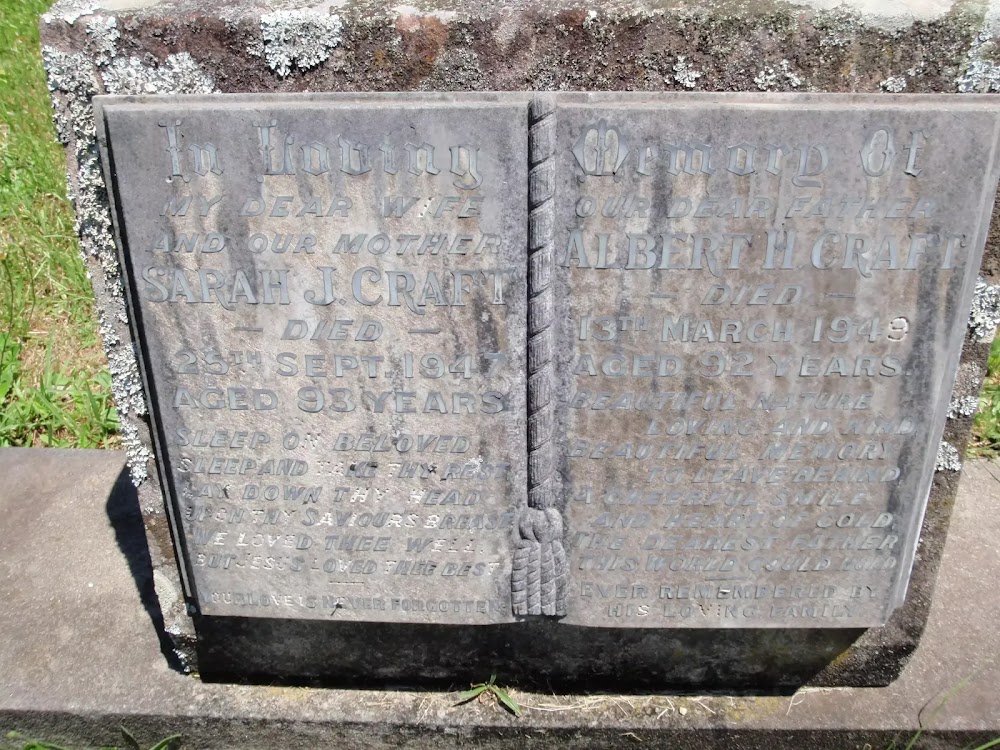 In Loving
MY DEAR WIFE
AND OUR MOTHER
SARAH J. CRAFT
— DIED —
25TH SEPT. 1947
AGED 93 YEARS
SLEEP ON BELOVED
SLEEP AND TAKE THY REST
LAY DOWN THY HEAD
UPON THY SAVIOURS BREAST
WE LOVED THEE WELL
BUT JESUS LOVED THEE BEST
YOUR LOVE IS NEVER FORGOTTEN
Memory Of
OUR DEAR FATHER
ALBERT H. CRAFT
— DIED —
13TH MARCH 1949
AGED 92 YEARS.
BEAUTIFUL NATURE
LOVING AND KIND
BEAUTIFUL MEMORY
TO LEAVE BEHIND
A CHEERFUL SMILE
AND HEART OF GOLD
THE DEAREST FATHER
THIS WORLD COULD HOLD
EVER REMEMBERED BY
HIS LOVING FAMILY